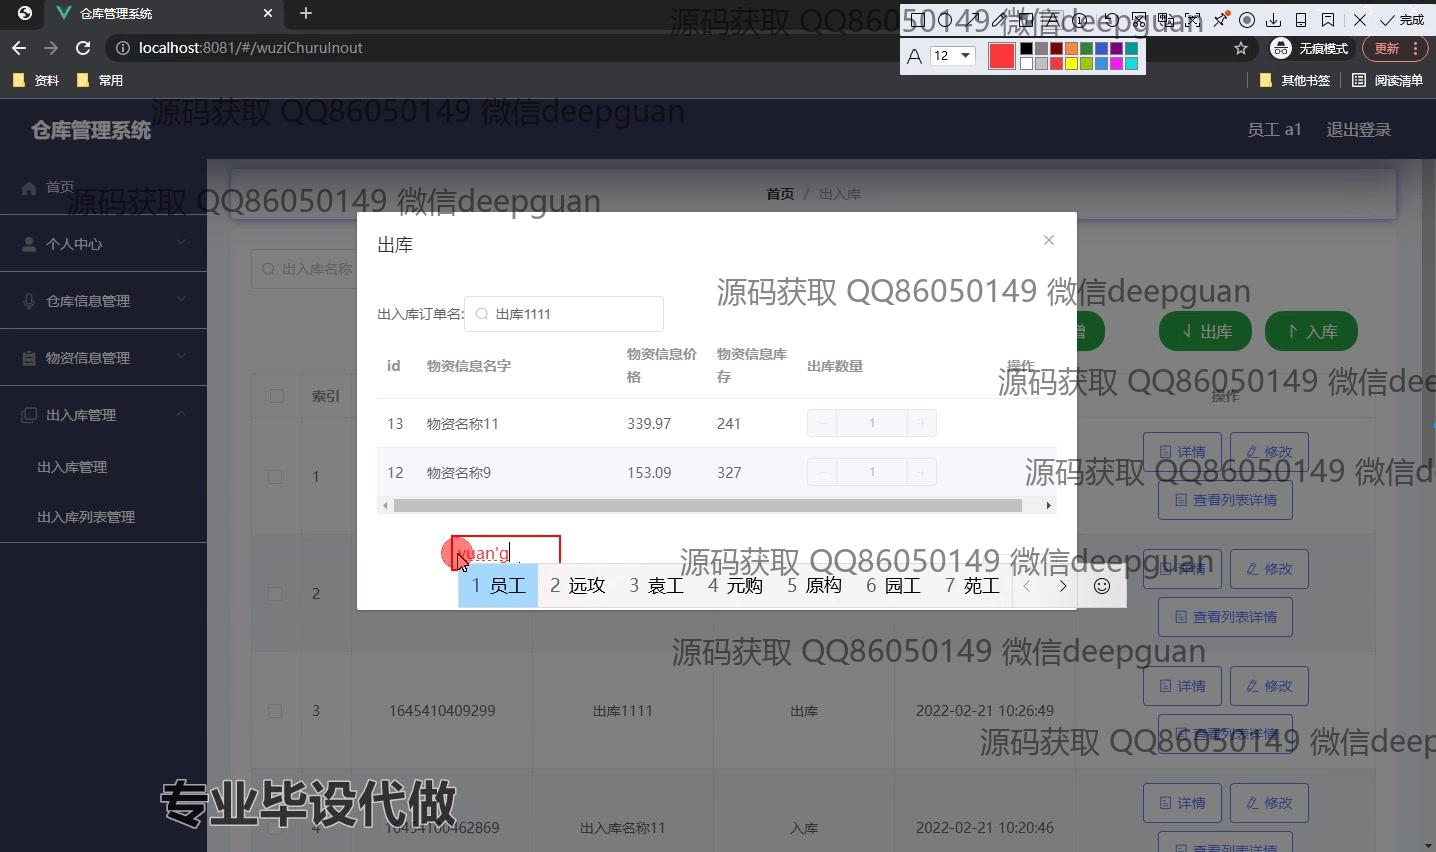 仓库管理系统
完成
localhost:8081/#/wuziChuruInout
无痕模式
更新
12
资料
常用
其他书签
阅读清单
源码获取 QQ86050149 微信deepguan
源码获取 QQ86050149 微信deepguan
仓库管理系统
员工 a1
退出登录
首页
源码获取 QQ86050149 微信deepguan
首页 / 出入库
个人中心
出库
出入库名称
仓库信息管理
源码获取 QQ86050149 微信deepguan
出入库订单名:
出库1111
增
出库
入库
物资信息管理
id
物资信息名字
物资信息价格
物资信息库存
出库数量
操作
源码获取 QQ86050149 微信deepgu
索引
操作
出入库管理
13
物资名称11
339.97
241
1
详情
修改
出入库管理
1
12
物资名称9
153.09
327
1
源码获取 QQ86050149 微信d
查看列表详情
出入库列表管理
yuan'g
源码获取 QQ86050149 微信deepguan
详情
修改
1 员工
2 远攻
3 袁工
4 元购
5 原构
6 园工
7 苑工
2
查看列表详情
源码获取 QQ86050149 微信deepguan
详情
修改
3
1645410409299
出库1111
出库
2022-02-21 10:26:49
查看列表详情
源码获取 QQ86050149 微信deep
专业毕设代做
详情
修改
4
出入库名称11
入库
2022-02-21 10:20:46
查看列表详情